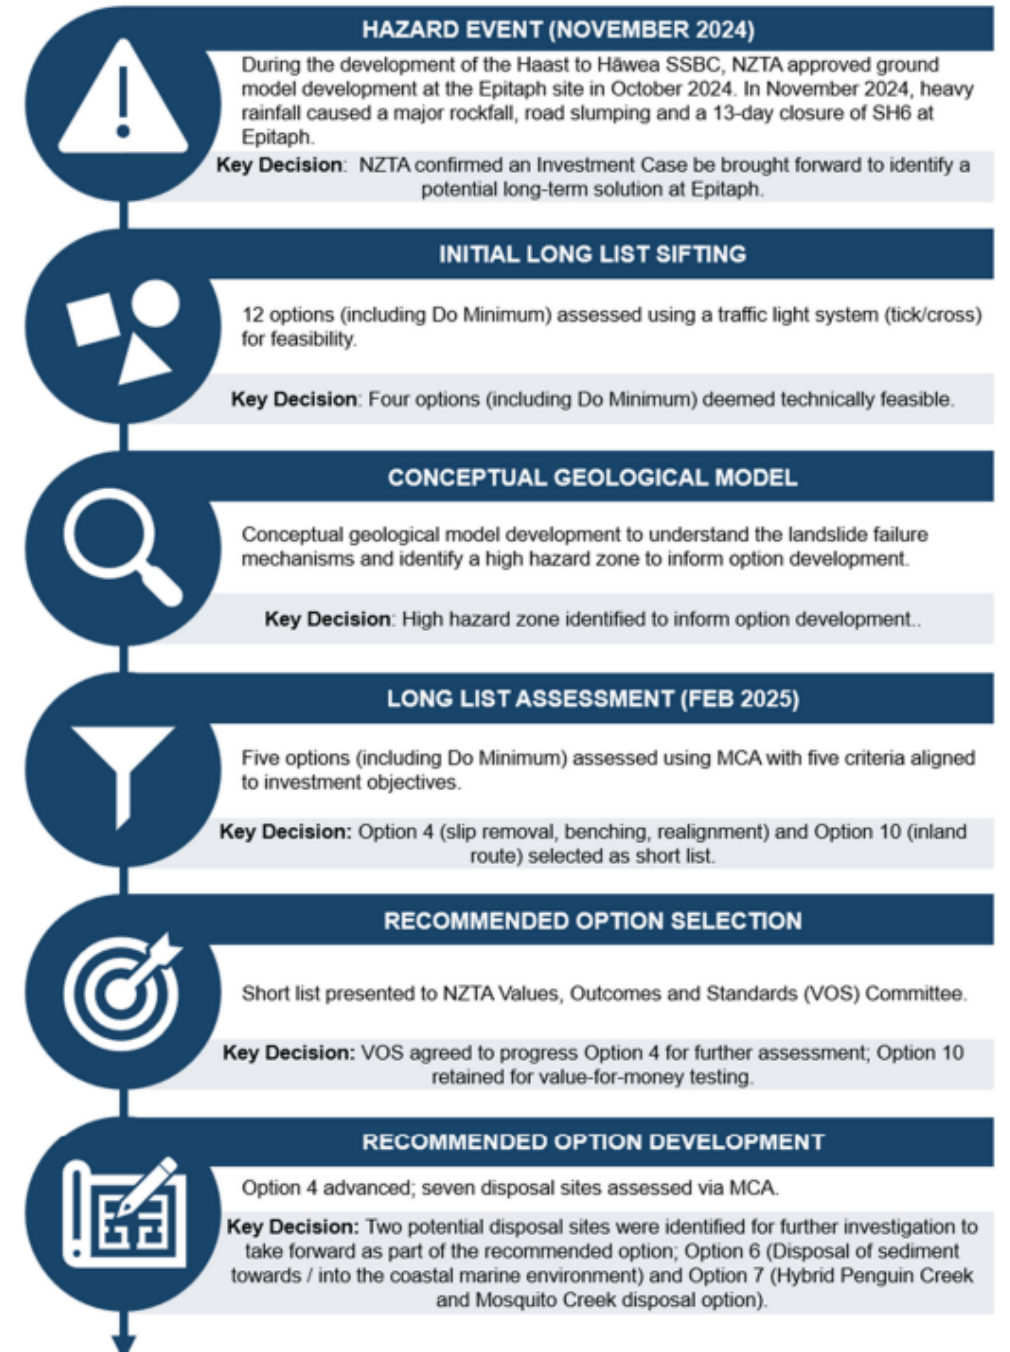 HAZARD EVENT (NOVEMBER 2024)
During the development of the Haast to Hāwea SSBC, NZTA approved ground
model development at the Epitaph site in October 2024. In November 2024, heavy
rainfall caused a major rockfall, road slumping and a 13-day closure of SH6 at
Epitaph.
Key Decision: NZTA confirmed an Investment Case be brought forward to identify a
potential long-term solution at Epitaph.
INITIAL LONG LIST SIFTING
12 options (including Do Minimum) assessed using a traffic light system (tick/cross)
for feasibility.
Key Decision: Four options (including Do Minimum) deemed technically feasible.
CONCEPTUAL GEOLOGICAL MODEL
Conceptual geological model development to understand the landslide failure
mechanisms and identify a high hazard zone to inform option development.
Key Decision: High hazard zone identified to inform option development..
LONG LIST ASSESSMENT (FEB 2025)
Five options (including Do Minimum) assessed using MCA with five criteria aligned
to investment objectives.
Key Decision: Option 4 (slip removal, benching, realignment) and Option 10 (inland
route) selected as short list.
RECOMMENDED OPTION SELECTION
Short list presented to NZTA Values, Outcomes and Standards (VOS) Committee.
Key Decision: VOS agreed to progress Option 4 for further assessment; Option 10
retained for value-for-money testing.
RECOMMENDED OPTION DEVELOPMENT
Option 4 advanced; seven disposal sites assessed via MCA.
Key Decision: Two potential disposal sites were identified for further investigation to
take forward as part of the recommended option; Option 6 (Disposal of sediment
towards / into the coastal marine environment) and Option 7 (Hybrid Penguin Creek
and Mosquito Creek disposal option).